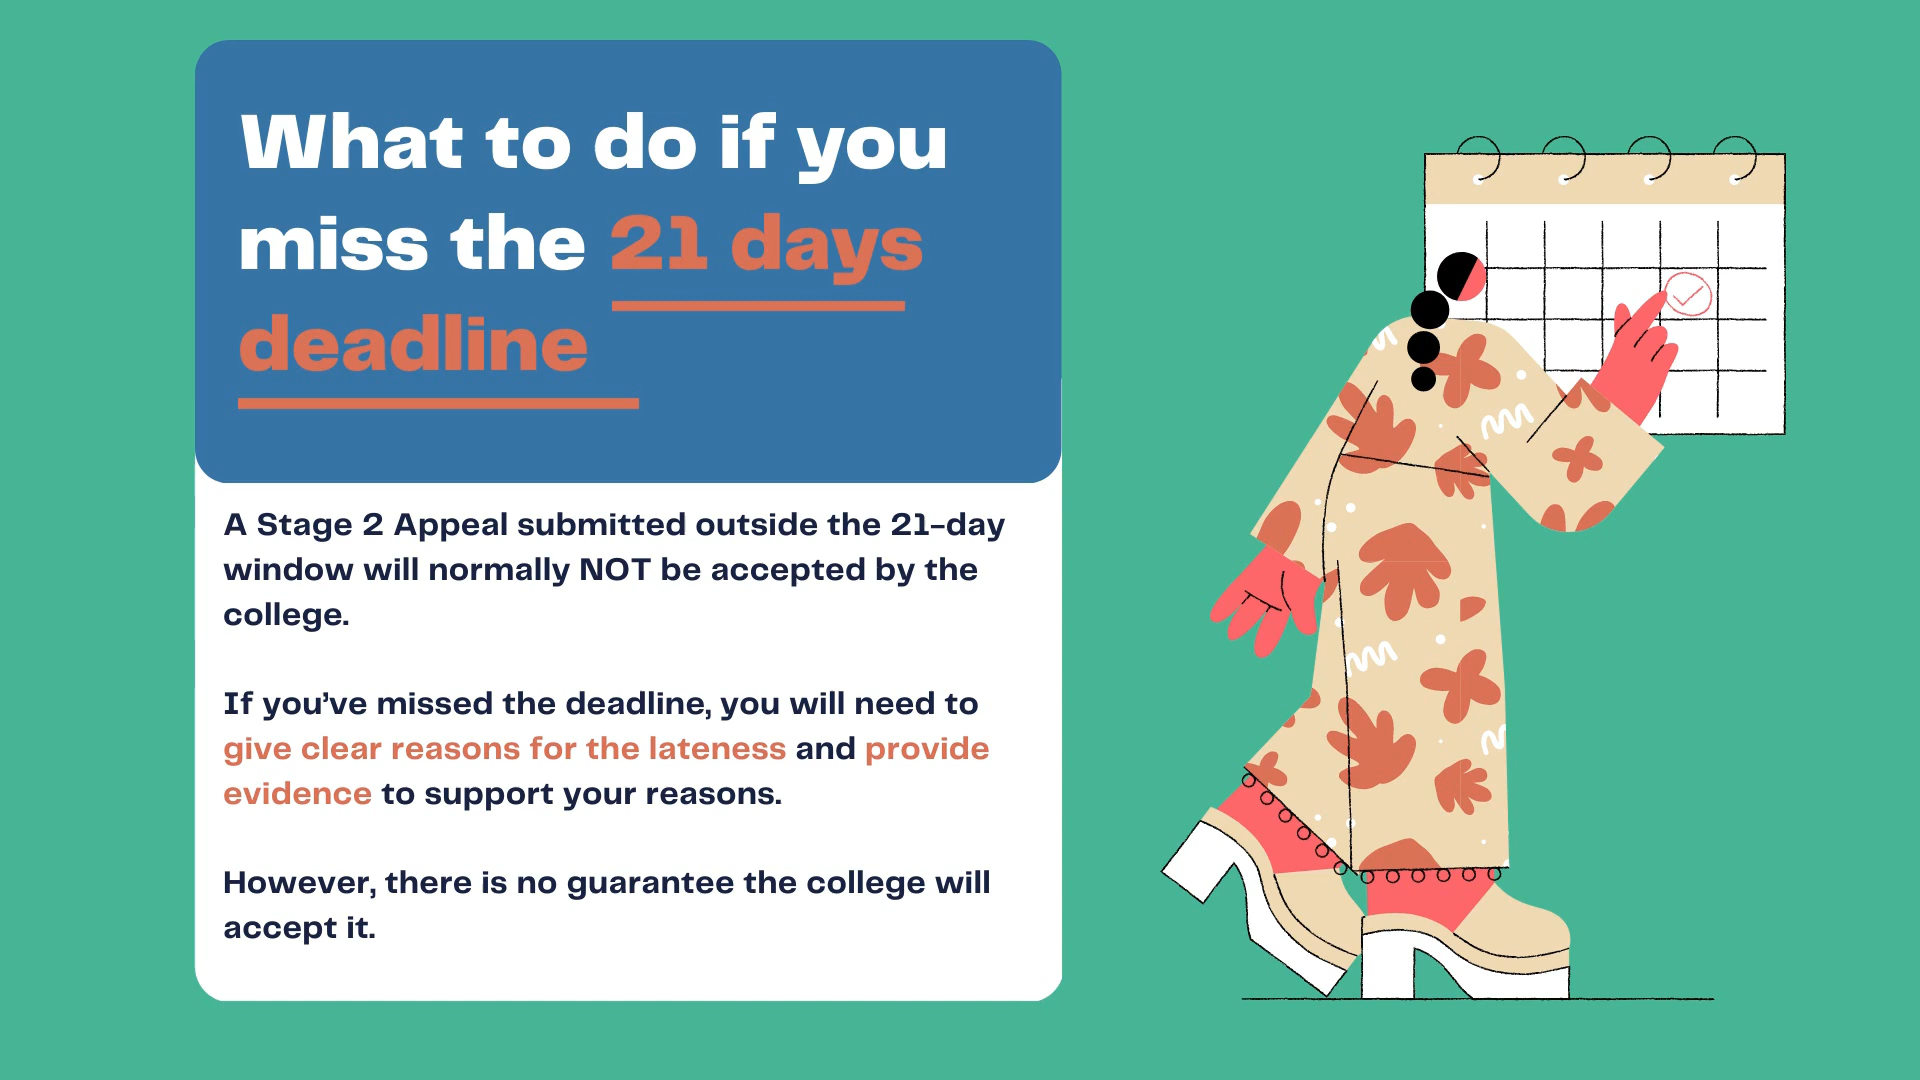 What to do if you
miss the 21 days
deadline
A Stage 2 Appeal submitted outside the 21-day
window will normally NOT be accepted by the
college.
If you’ve missed the deadline, you will need to
give clear reasons for the lateness and provide
evidence to support your reasons.
However, there is no guarantee the college will
accept it.